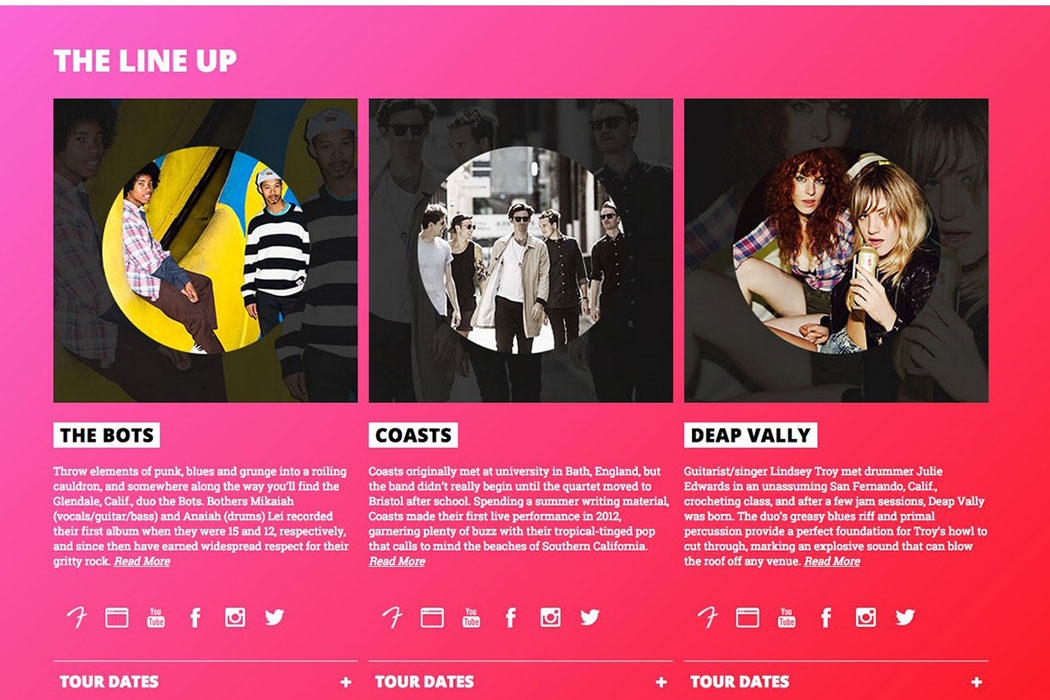 THE LINE UP
THE BOTS
Throw elements of punk, blues and grunge into a roiling
cauldron, and somewhere along the way you'll find the
Glendale, Calif., duo the Bots. Bothers Mikaiah
(vocals/guitar/bass) and Anaiah (drums) Lei recorded
their first album when they were 15 and 12, respectively,
and since then have earned widespread respect for their
gritty rock. Read More
You
Tube
TOUR DATES +
COASTS
Coasts originally met at university in Bath, England, but
the band didn't really begin until the quartet moved to
Bristol after school. Spending a summer writing material,
Coasts made their first live performance in 2012,
garnering plenty of buzz with their tropical-tinged pop
that calls to mind the beaches of Southern California.
Read More
You
Tube
TOUR DATES +
DEAP VALLY
Guitarist/singer Lindsey Troy met drummer Julie
Edwards in an unassuming San Fernando, Calif.,
crocheting class, and after a few jam sessions, Deap Vally
was born. The duo's greasy blues riff and primal
percussion provide a perfect foundation for Troy's howl to
cut through, marking an explosive sound that can blow
the roof off any venue. Read More
You
Tube
TOUR DATES +